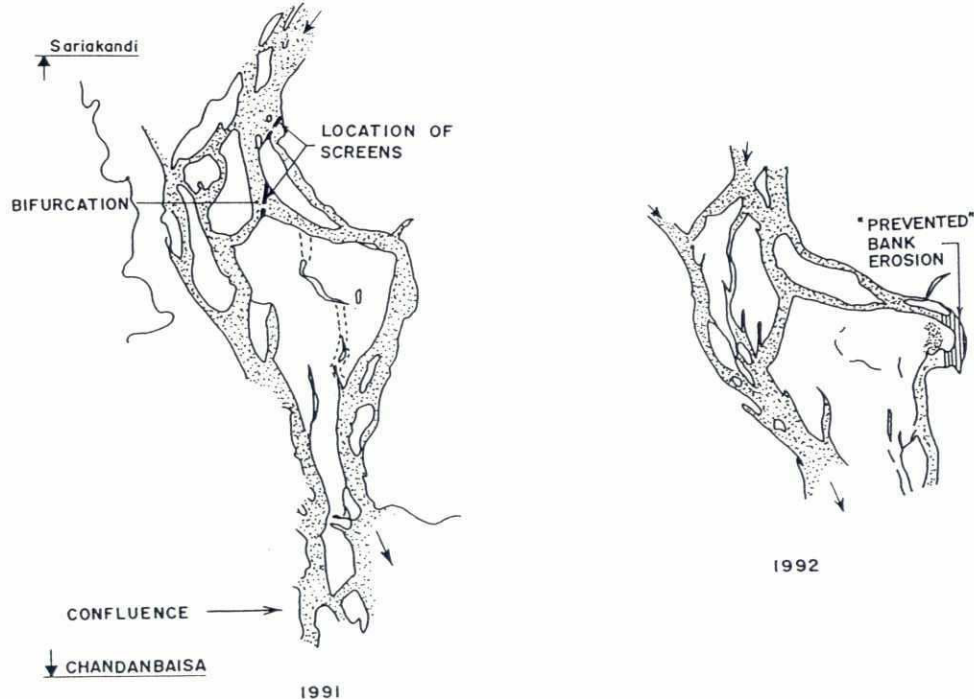 Sariakandi
LOCATION OF
SCREENS
BIFURCATION
"PREVENTED"
BANK
EROSION
1992
CONFLUENCE
CHANDANBAISA
1991